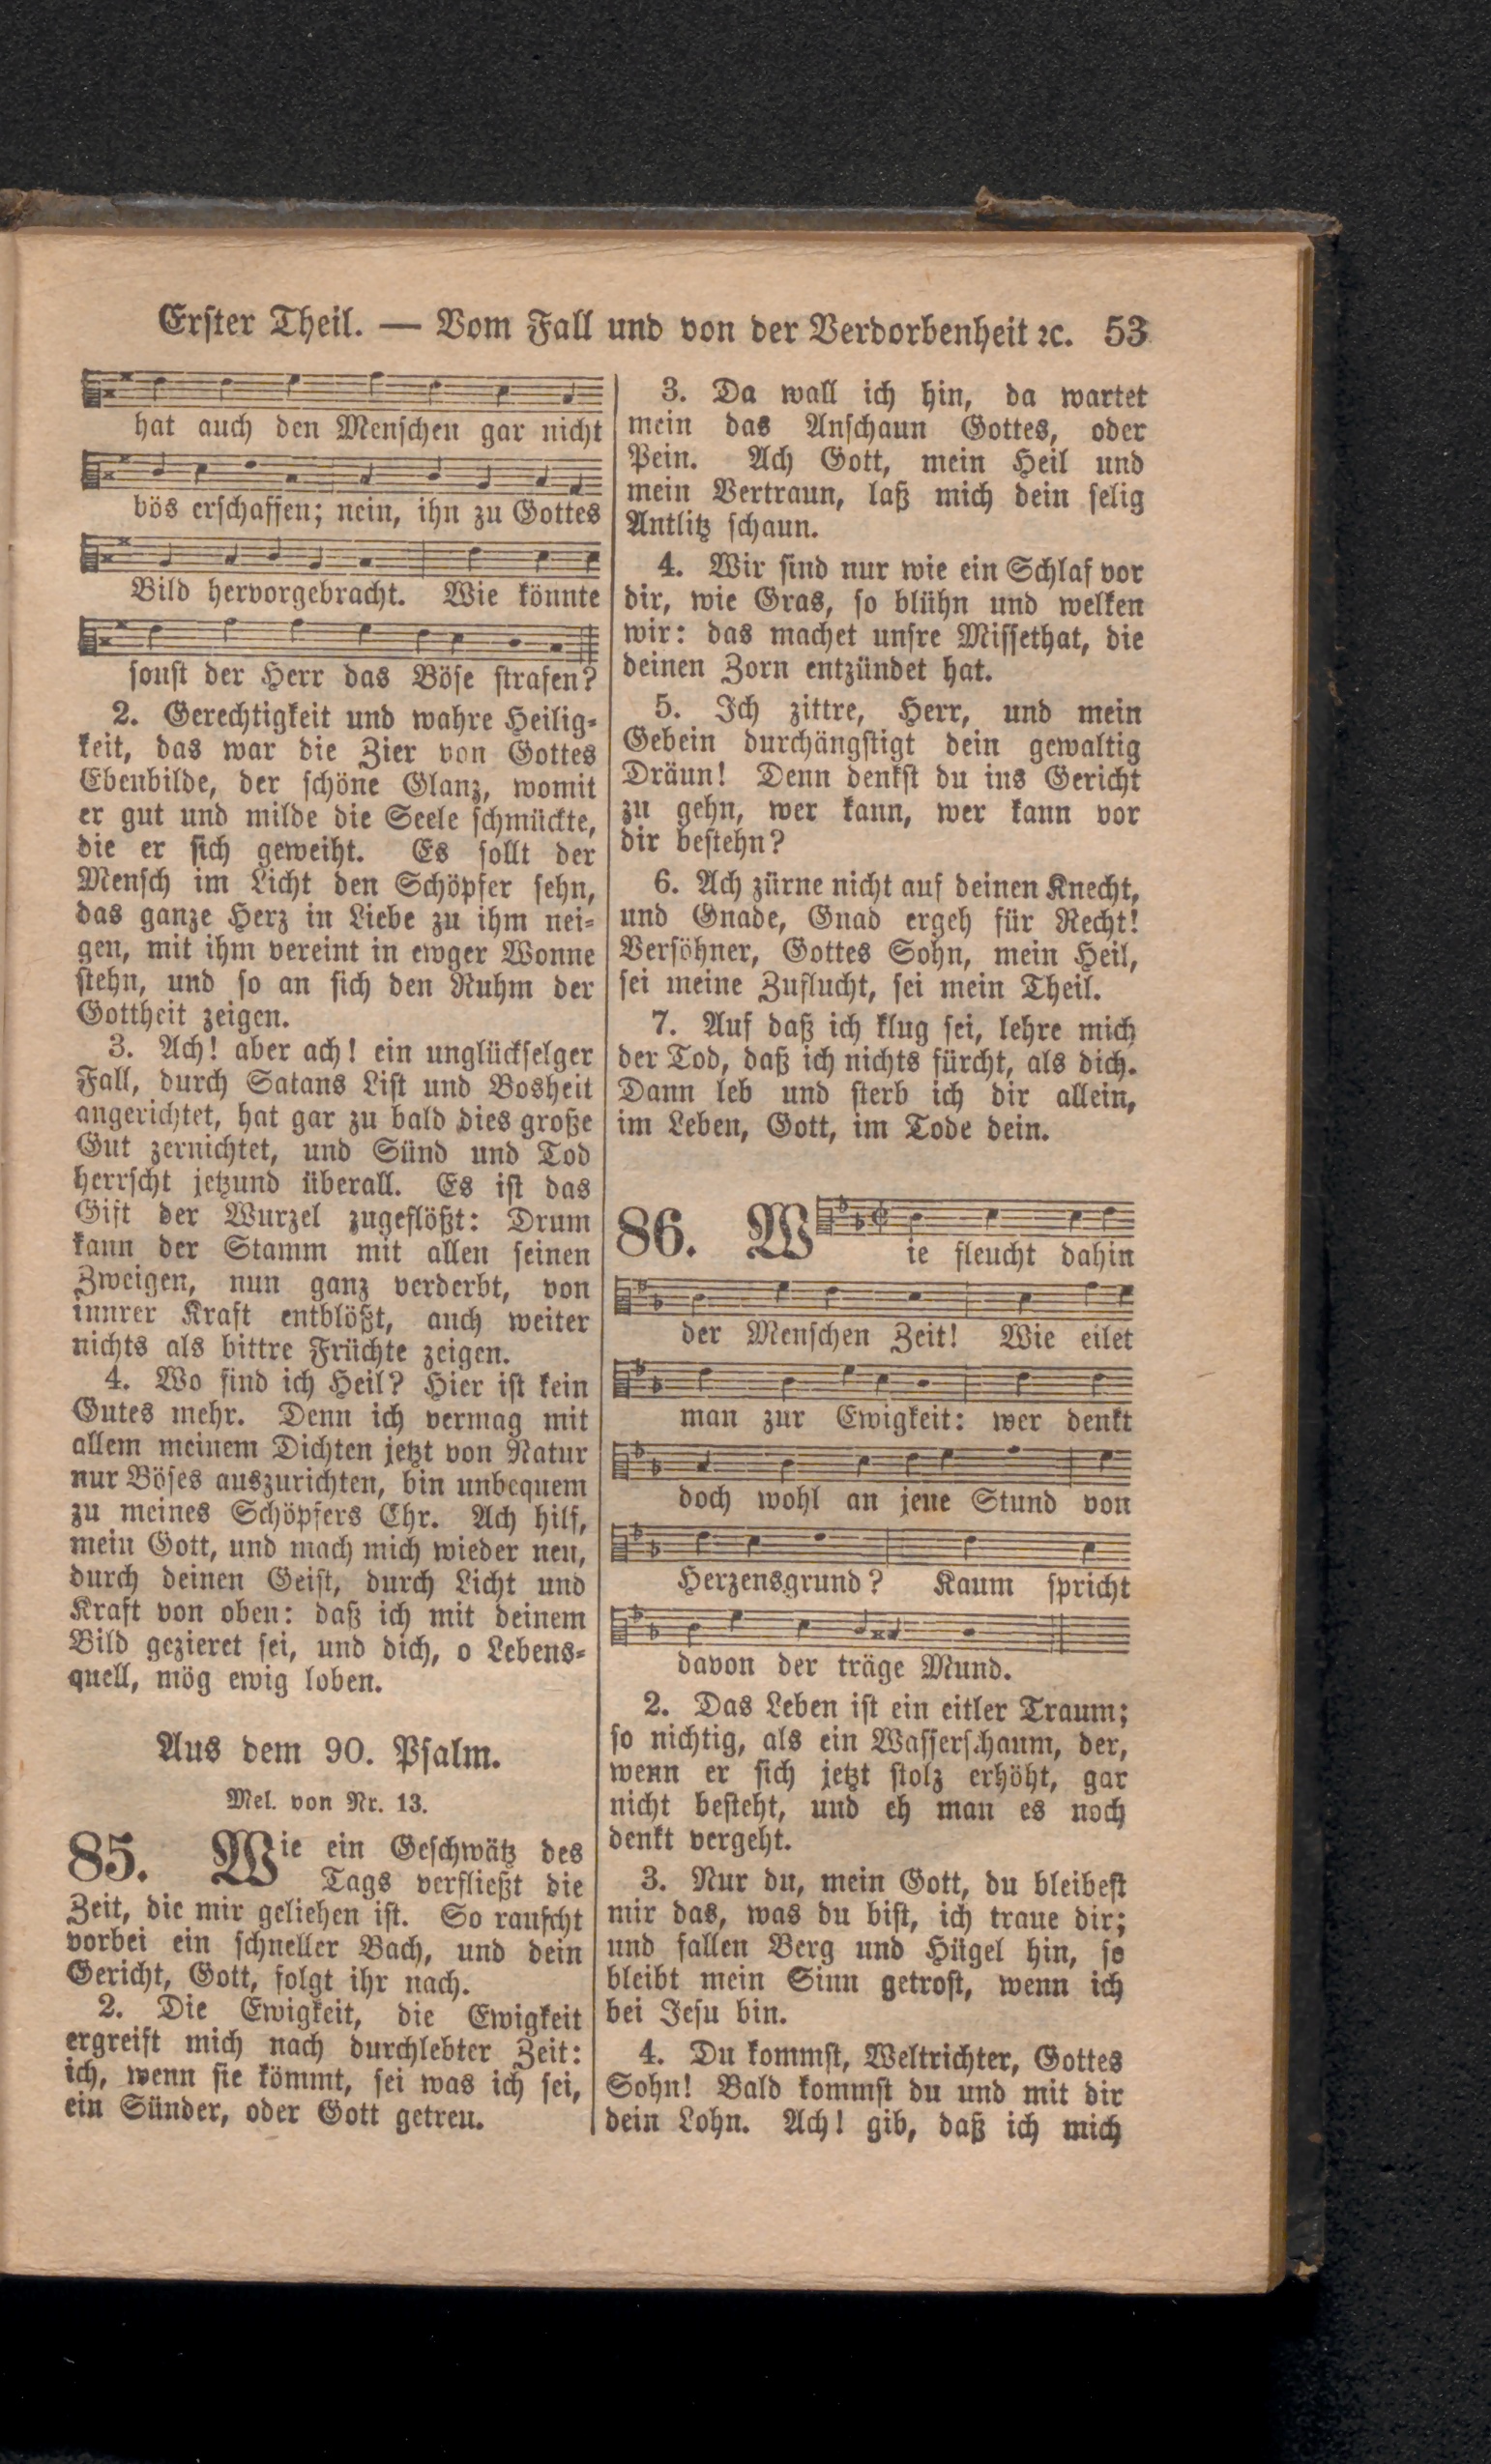 Erster Theil. — Vom Fall und von der Verdorbenheit ꝛc. 53
hat auch den Menschen gar nicht
bös erschaffen; nein, ihn zu Gottes
Bild hervorgebracht. Wie könnte
sonst der Herr das Böse strafen?
2. Gerechtigkeit und wahre Heilig-
keit, das war die Zier von Gottes
Ebenbilde, der schöne Glanz, womit
er gut und milde die Seele schmückte,
die er sich geweiht. Es sollt der
Mensch im Licht den Schöpfer sehn,
das ganze Herz in Liebe zu ihm nei-
gen, mit ihm vereint in ewger Wonne
stehn, und so an sich den Ruhm der
Gottheit zeigen.
3. Ach! aber ach! ein unglückselger
Fall, durch Satans List und Bosheit
angerichtet, hat gar zu bald dies große
Gut zernichtet, und Sünd und Tod
herrscht jetzund überall. Es ist das
Gift der Wurzel zugeflößt: Drum
kann der Stamm mit allen seinen
Zweigen, nun ganz verderbt, von
innrer Kraft entblößt, auch weiter
nichts als bittre Früchte zeigen.
4. Wo find ich Heil? Hier ist kein
Gutes mehr. Denn ich vermag mit
allem meinem Dichten jetzt von Natur
nur Böses auszurichten, bin unbequem
zu meines Schöpfers Ehr. Ach hilf,
mein Gott, und mach mich wieder neu,
durch deinen Geist, durch Licht und
Kraft von oben: daß ich mit deinem
Bild gezieret sei, und dich, o Lebens-
quell, mög ewig loben.
Aus dem 90. Psalm.
Mel. von Nr. 13.
85. Wie ein Geschwätz des
Tags verfließt die
Zeit, die mir geliehen ist. So rauscht
vorbei ein schneller Bach, und dein
Gericht, Gott, folgt ihr nach.
2. Die Ewigkeit, die Ewigkeit
ergreift mich nach durchlebter Zeit:
ich, wenn sie kömmt, sei was ich sei,
ein Sünder, oder Gott getreu.
3. Da wall ich hin, da wartet
mein das Anschaun Gottes, oder
Pein. Ach Gott, mein Heil und
mein Vertraun, laß mich dein selig
Antlitz schaun.
4. Wir sind nur wie ein Schlaf vor
dir, wie Gras, so blühn und welken
wir: das machet unsre Missethat, die
deinen Zorn entzündet hat.
5. Ich zittre, Herr, und mein
Gebein durchängstigt dein gewaltig
Dräun! Denn denkst du ins Gericht
zu gehn, wer kann, wer kann vor
dir bestehn?
6. Ach zürne nicht auf deinen Knecht,
und Gnade, Gnad ergeh für Recht!
Versöhner, Gottes Sohn, mein Heil,
sei meine Zuflucht, sei mein Theil.
7. Auf daß ich klug sei, lehre mich
der Tod, daß ich nichts fürcht, als dich.
Dann leb und sterb ich dir allein,
im Leben, Gott, im Tode dein.
86. Wie fleucht dahin
der Menschen Zeit! Wie eilet
man zur Ewigkeit: wer denkt
doch wohl an jene Stund von
Herzensgrund? Kaum spricht
davon der träge Mund.
2. Das Leben ist ein eitler Traum;
so nichtig, als ein Wasserschaum, der,
wenn er sich jetzt stolz erhöht, gar
nicht besteht, und eh man es noch
denkt vergeht.
3. Nur du, mein Gott, du bleibest
mir das, was du bist, ich traue dir;
und fallen Berg und Hügel hin, so
bleibt mein Sinn getrost, wenn ich
bei Jesu bin.
4. Du kommst, Weltrichter, Gottes
Sohn! Bald kommst du und mit dir
dein Lohn. Ach! gib, daß ich mich